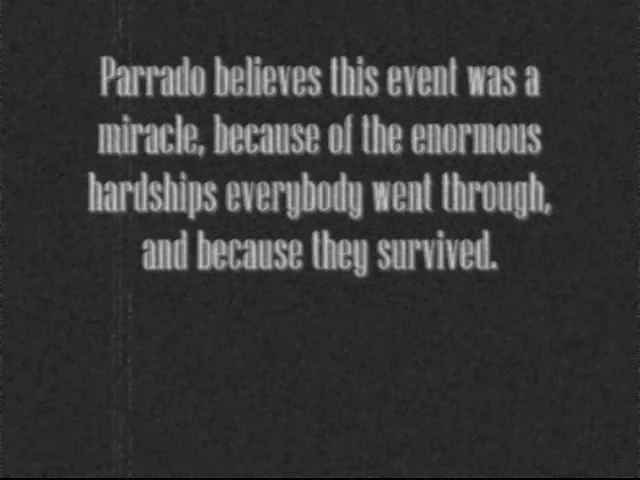 Parrado believes this event was a
miracle, because of the enormous
hardships everybody went through,
and because they survived.